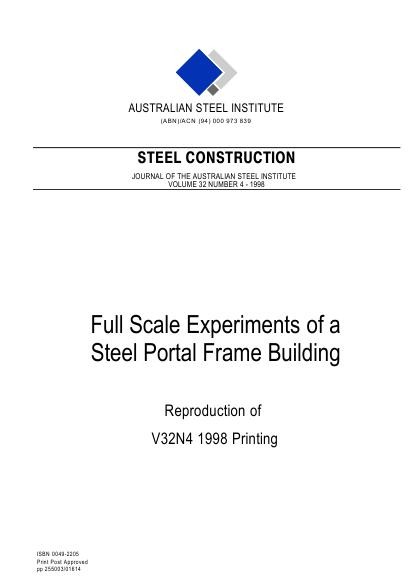 AUSTRALIAN STEEL INSTITUTE
(ABN)/ACN (94) 000 973 839
STEEL CONSTRUCTION
JOURNAL OF THE AUSTRALIAN STEEL INSTITUTE
VOLUME 32 NUMBER 4 - 1998
Full Scale Experiments of a
Steel Portal Frame Building
Reproduction of
V32N4 1998 Printing
ISBN 0049-2205
Print Post Approved
pp 255003/01614